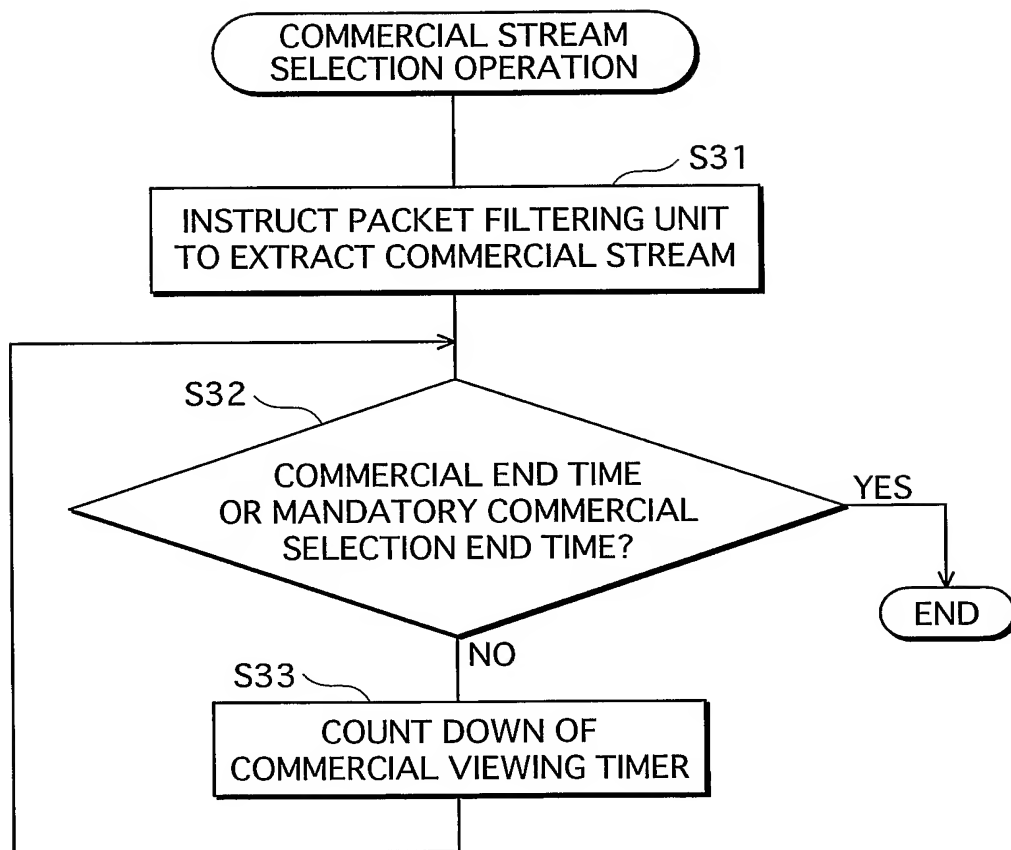 COMMERCIAL STREAM
SELECTION OPERATION
S31
INSTRUCT PACKET FILTERING UNIT
TO EXTRACT COMMERCIAL STREAM
S32
COMMERCIAL END TIME
OR MANDATORY COMMERCIAL
SELECTION END TIME?
YES
END
NO
S33
COUNT DOWN OF
COMMERCIAL VIEWING TIMER